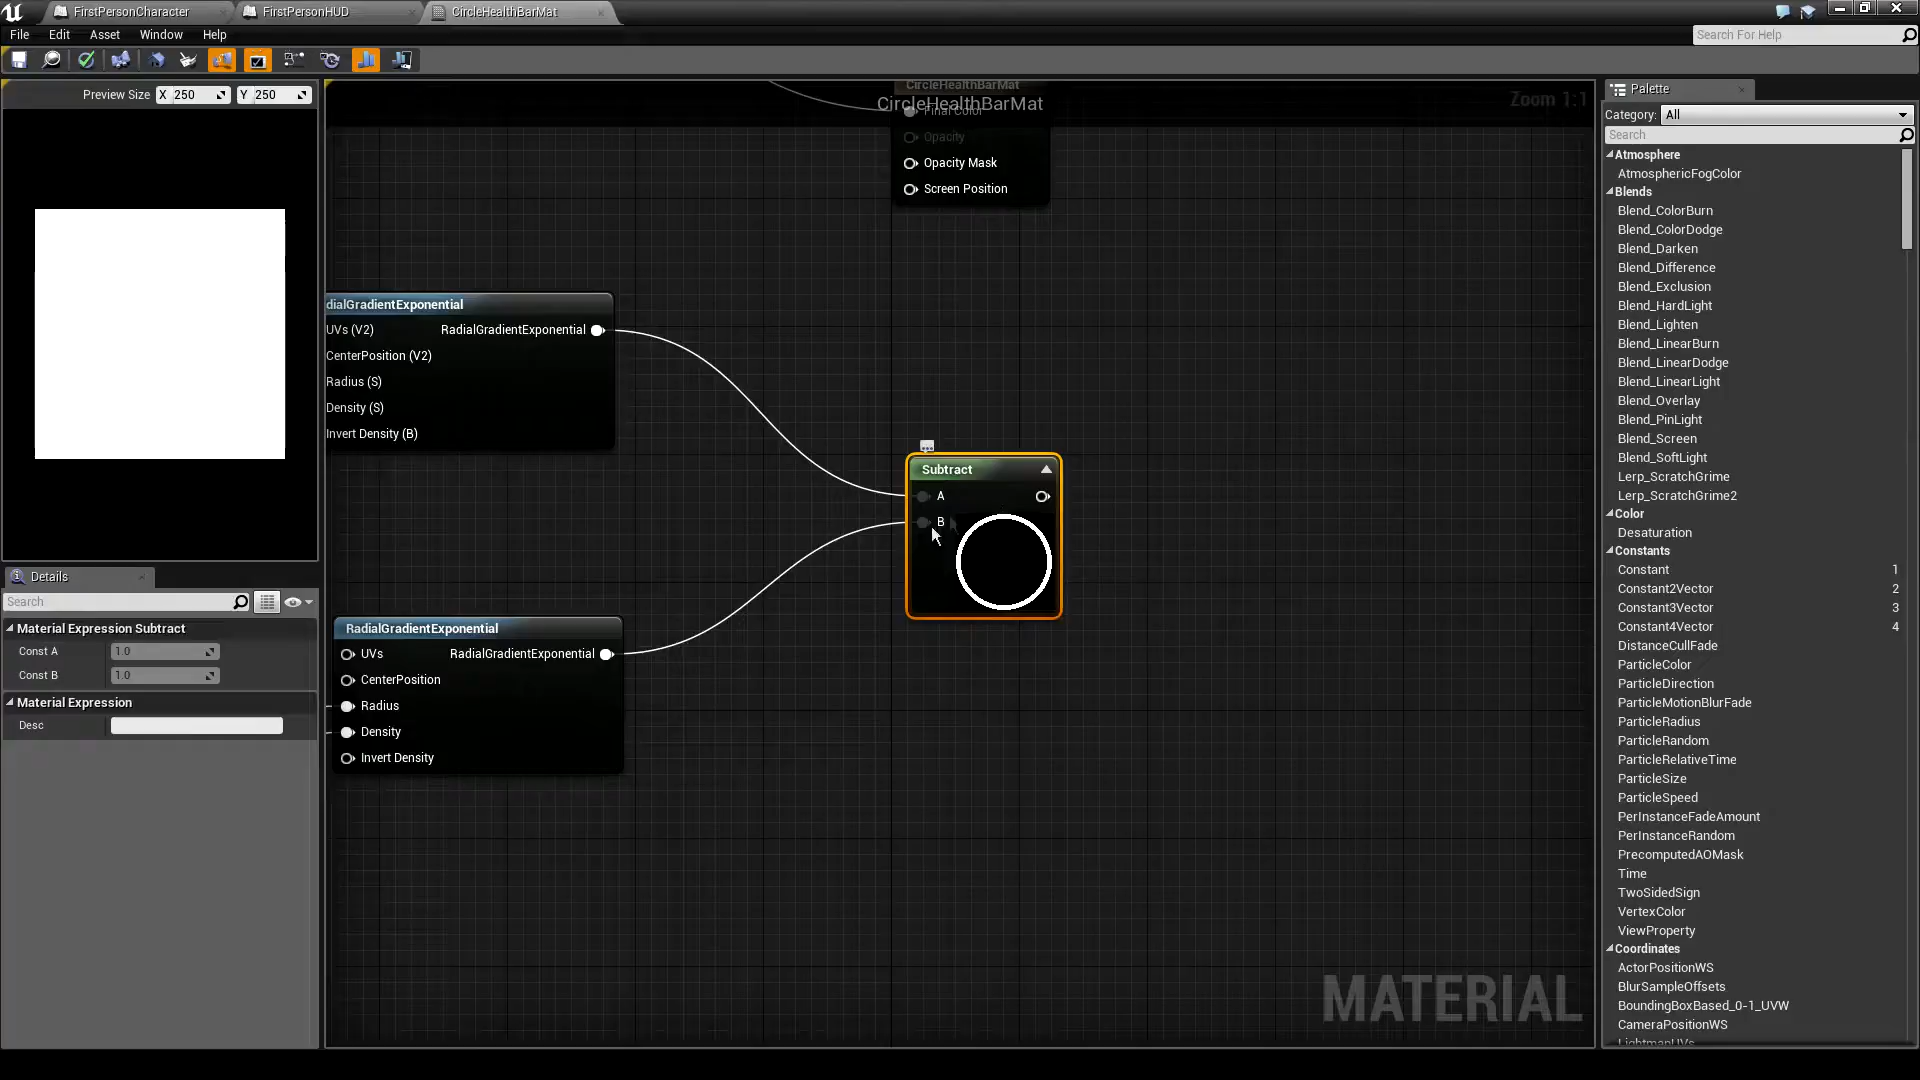 FirstPersonCharacter
FirstPersonHUD
CircleHealthBarMat
File
Edit
Asset
Window
Help
Search For Help
Preview Size X 250 Y 250
CircleHealthBarMat
CircleHealthBarMat
Zoom 1:1
Final Color
Opacity
Opacity Mask
Screen Position
dialGradientExponential
UVs (V2) RadialGradientExponential
CenterPosition (V2)
Radius (S)
Density (S)
Invert Density (B)
Subtract
A
B
RadialGradientExponential
UVs RadialGradientExponential
CenterPosition
Radius
Density
Invert Density
MATERIAL
Details
Search
Material Expression Subtract
Const A 1.0
Const B 1.0
Material Expression
Desc
Palette
Category: All
Search
Atmosphere
AtmosphericFogColor
Blends
Blend_ColorBurn
Blend_ColorDodge
Blend_Darken
Blend_Difference
Blend_Exclusion
Blend_HardLight
Blend_Lighten
Blend_LinearBurn
Blend_LinearDodge
Blend_LinearLight
Blend_Overlay
Blend_PinLight
Blend_Screen
Blend_SoftLight
Lerp_ScratchGrime
Lerp_ScratchGrime2
Color
Desaturation
Constants
Constant 1
Constant2Vector 2
Constant3Vector 3
Constant4Vector 4
DistanceCullFade
ParticleColor
ParticleDirection
ParticleMotionBlurFade
ParticleRadius
ParticleRandom
ParticleRelativeTime
ParticleSize
ParticleSpeed
PerInstanceFadeAmount
PerInstanceRandom
PrecomputedAOMask
Time
TwoSidedSign
VertexColor
ViewProperty
Coordinates
ActorPositionWS
BlurSampleOffsets
BoundingBoxBased_0-1_UVW
CameraPositionWS
LightmapUVs